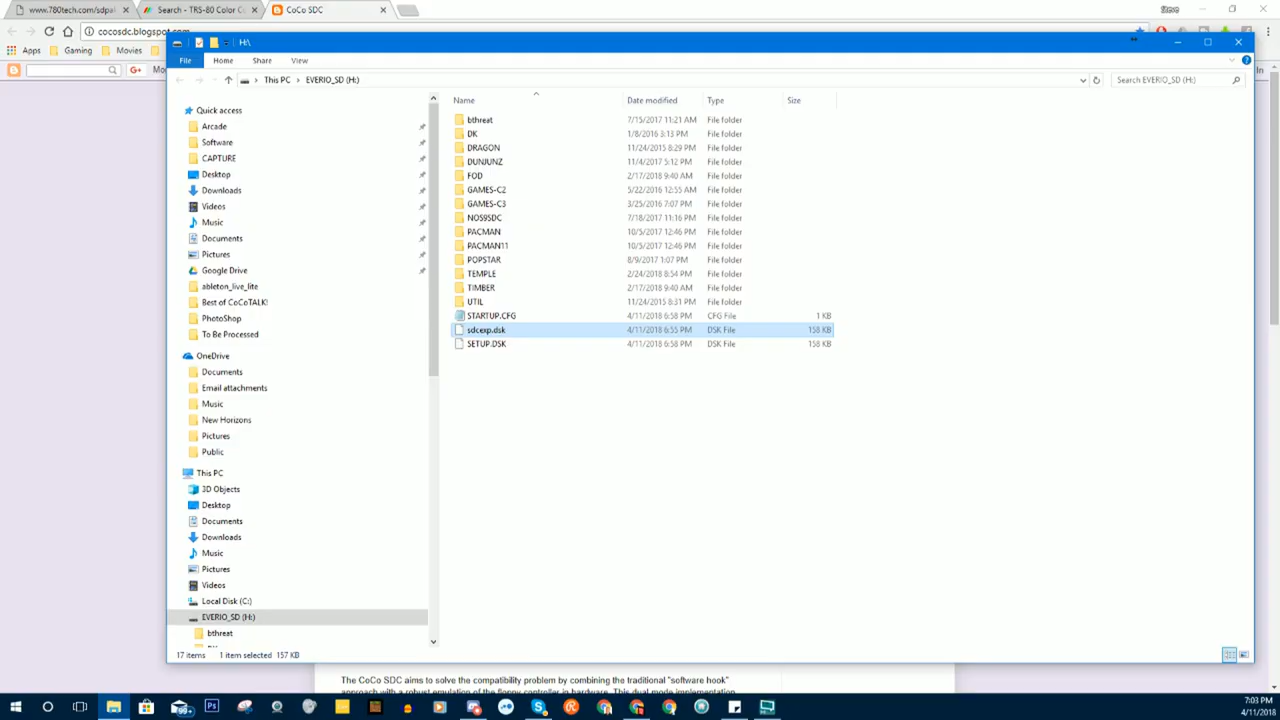 www.780tech.com/sdpa
Search - TRS-80 Color C
CoCo SDC
Steve
cocosdc.blogspot.com
Apps Gaming Movies
H:\
G+ Mo In
File Home Share View
This PC > EVERIO_SD (H:) Search EVERIO_SD (H:)
Name Date modified Type Size
Quick access
Arcade
Software
CAPTURE
Desktop
Downloads
Videos
Music
Documents
Pictures
Google Drive
ableton_live_lite
Best of CoCoTALK!
PhotoShop
To Be Processed
OneDrive
Documents
Email attachments
Music
New Horizons
Pictures
Public
This PC
3D Objects
Desktop
Documents
Downloads
Music
Pictures
Videos
Local Disk (C:)
EVERIO_SD (H:)
bthreat
bthreat 7/15/2017 11:21 AM File folder
DK 1/8/2016 3:13 PM File folder
DRAGON 11/24/2015 8:29 PM File folder
DUNJUNZ 11/4/2017 5:12 PM File folder
FOD 2/17/2018 9:40 AM File folder
GAMES-C2 5/22/2016 12:55 AM File folder
GAMES-C3 3/25/2016 7:07 PM File folder
NOS9SDC 7/18/2017 11:16 PM File folder
PACMAN 10/5/2017 12:46 PM File folder
PACMAN11 10/5/2017 12:46 PM File folder
POPSTAR 8/9/2017 1:07 PM File folder
TEMPLE 2/24/2018 8:54 PM File folder
TIMBER 2/17/2018 9:40 AM File folder
UTIL 11/24/2015 8:31 PM File folder
STARTUP.CFG 4/11/2018 6:58 PM CFG File 1 KB
sdcexp.dsk 4/11/2018 6:55 PM DSK File 158 KB
SETUP.DSK 4/11/2018 6:58 PM DSK File 158 KB
17 items 1 item selected 157 KB
The CoCo SDC aims to solve the compatibility problem by combining the traditional "software hook"
approach with a robust emulation of the floppy controller in hardware. This dual mode implementation
99+
7:03 PM
4/11/2018